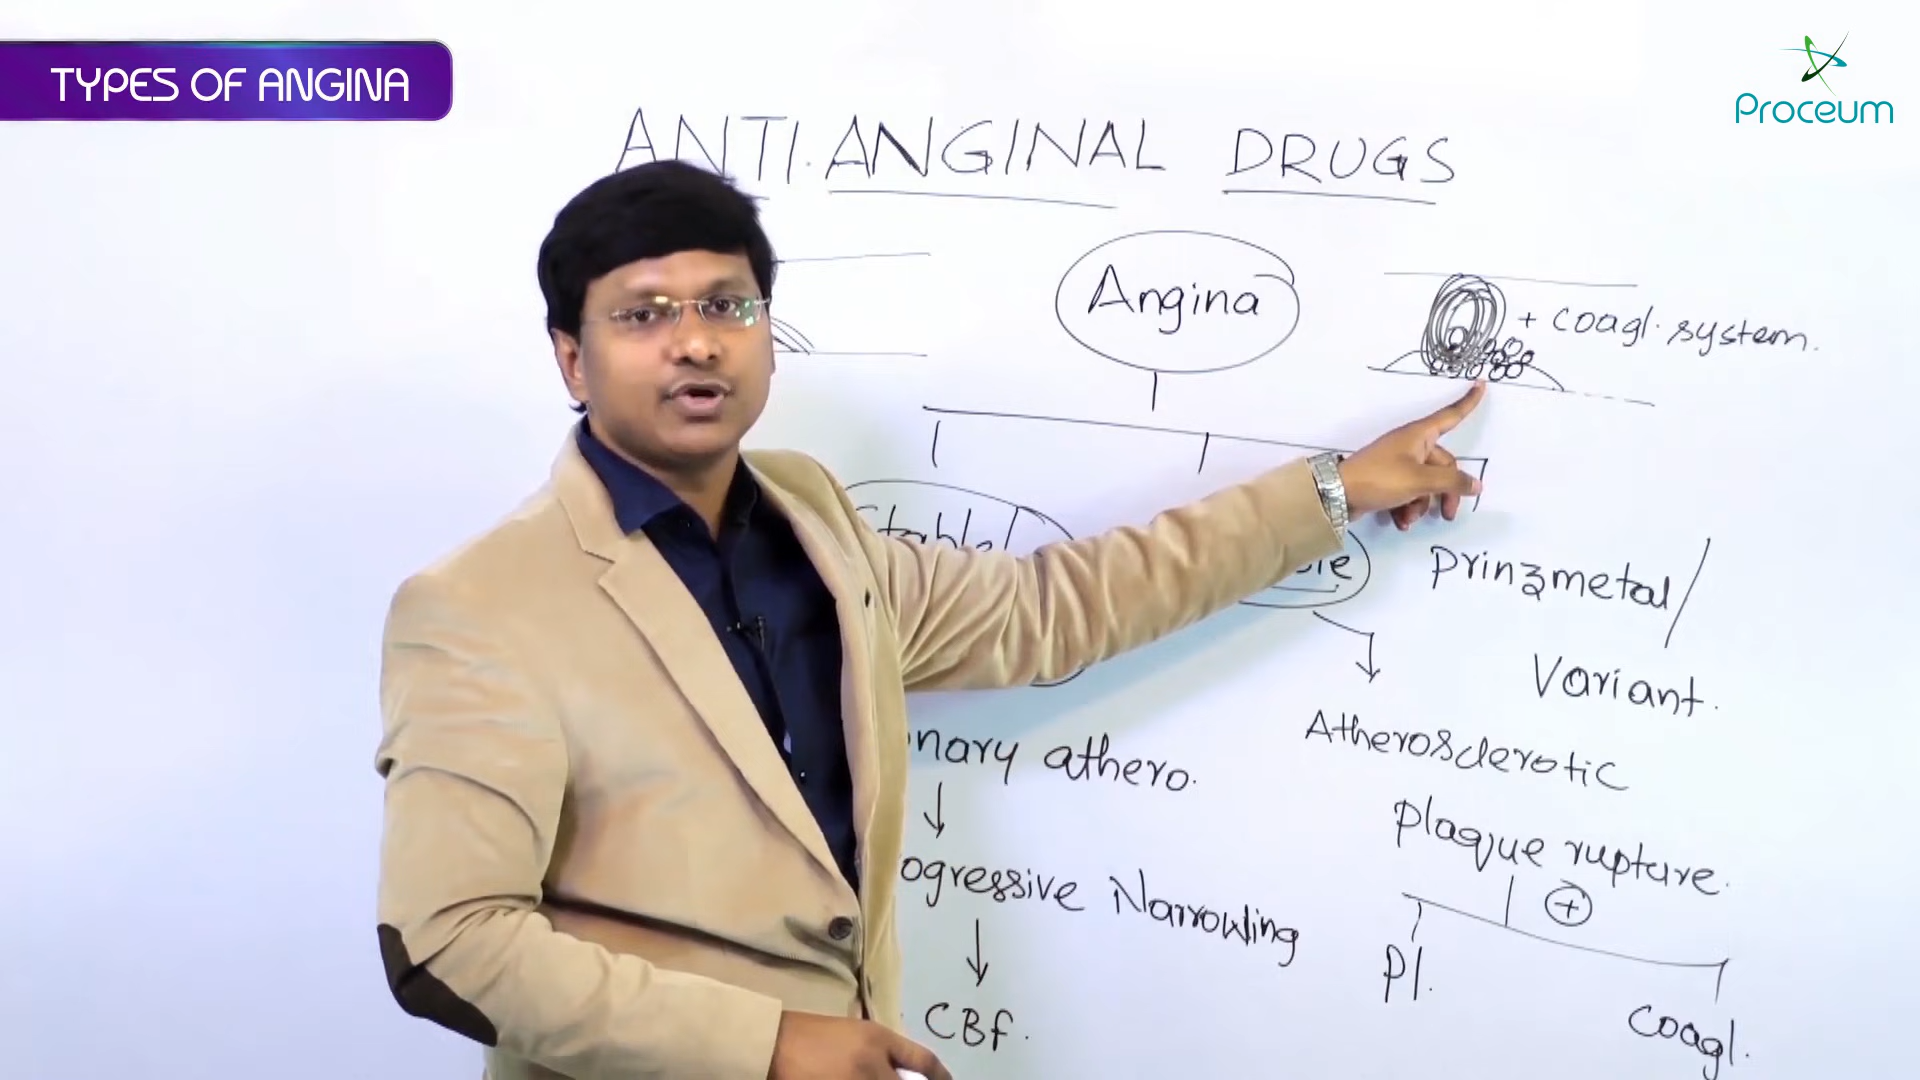 TYPES OF ANGINA
Proceum
ANTI-ANGINAL DRUGS
Angina
+ coagl. system.
Stable
Prinzmetal/
Variant.
nary athero.
Atherosclerotic
plaque rupture.
+
ogressive Narrowing
Pl.
Coagl.
CBF.